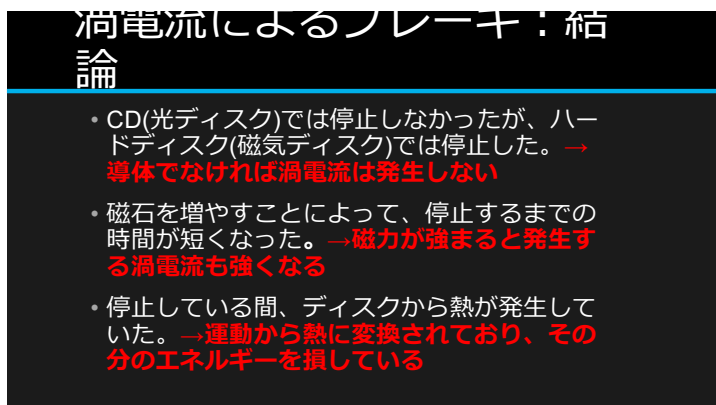 渦電流によるブレーキ：結
論
• CD(光ディスク)では停止しなかったが、ハー
ドディスク(磁気ディスク)では停止した。→
導体でなければ渦電流は発生しない
• 磁石を増やすことによって、停止するまでの
時間が短くなった。→磁力が強まると発生す
る渦電流も強くなる
• 停止している間、ディスクから熱が発生して
いた。→運動から熱に変換されており、その
分のエネルギーを損している